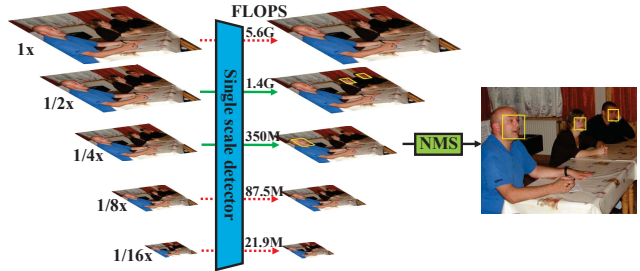 FLOPS
1x
5.6G
1/2x
1.4G
1/4x
350M
1/8x
87.5M
1/16x
21.9M
Single scale detector
NMS